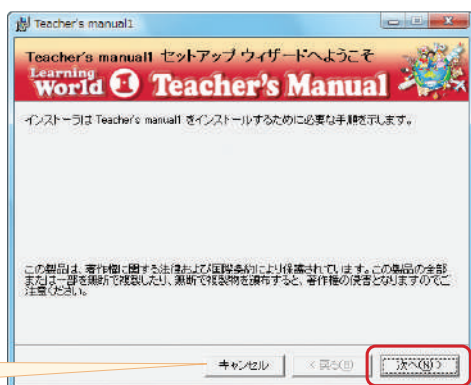 Teacher's manual1
Teacher's manual1 セットアップ ウィザードへようこそ
Learning
World 1 Teacher's Manual
インストーラは Teacher's manual1 をインストールするために必要な手順を示します。
この製品は、著作権に関する法律および国際条約により保護されています。この製品の全部
または一部を無断で複製したり、無断で複製物を頒布すると、著作権の侵害となりますのでご
注意ください。
キャンセル
< 戻る(B)
次へ(N) >